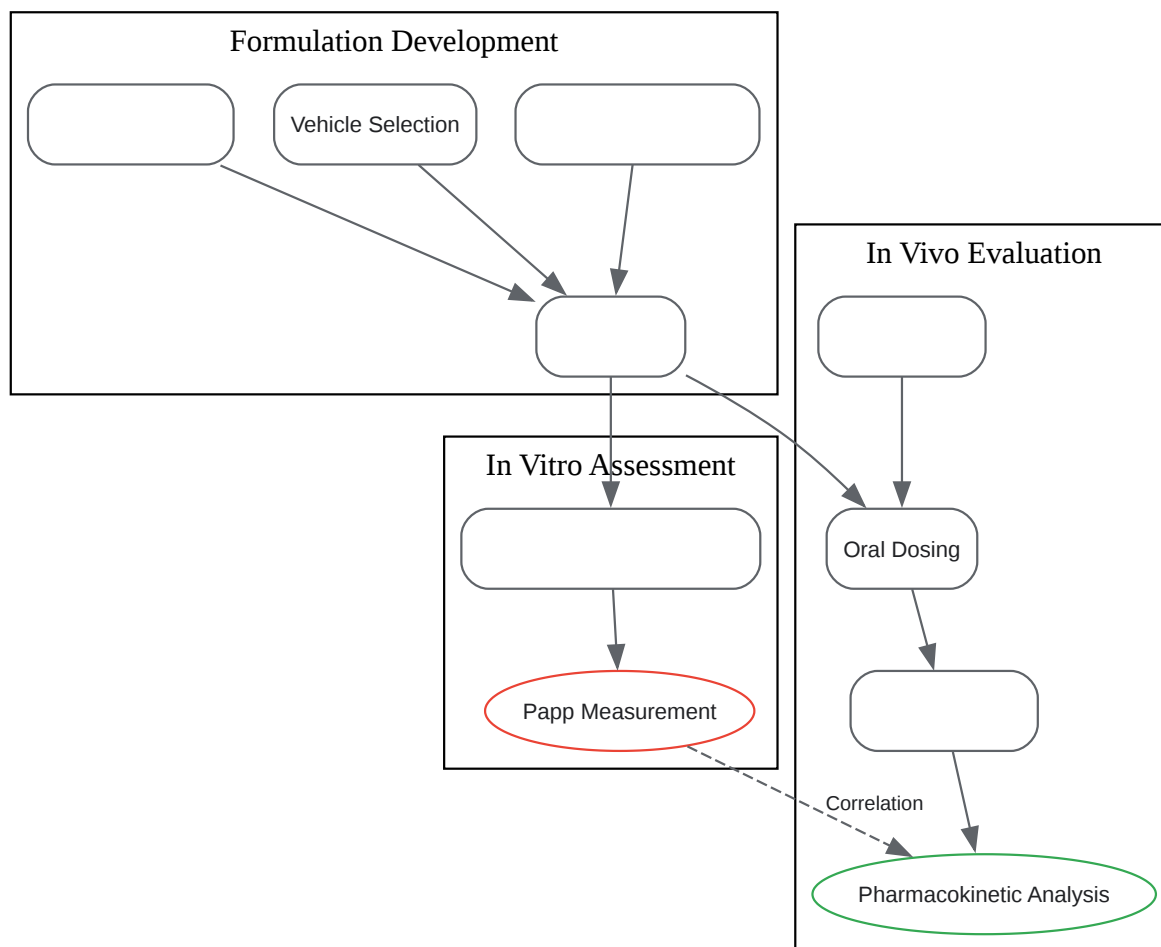 Formulation Development
Vehicle Selection
In Vivo Evaluation
In Vitro Assessment
Oral Dosing
Papp Measurement
Correlation
Pharmacokinetic Analysis